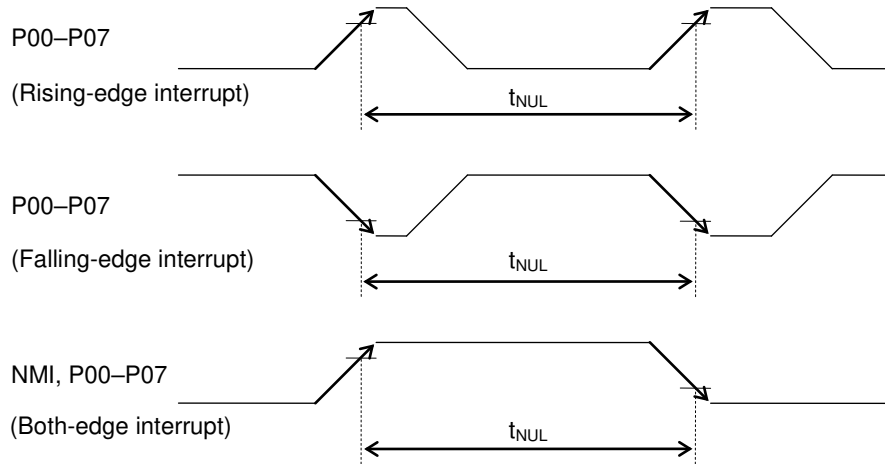 P00–P07
(Rising-edge interrupt)
tNUL
P00–P07
(Falling-edge interrupt)
tNUL
NMI, P00–P07
(Both-edge interrupt)
tNUL